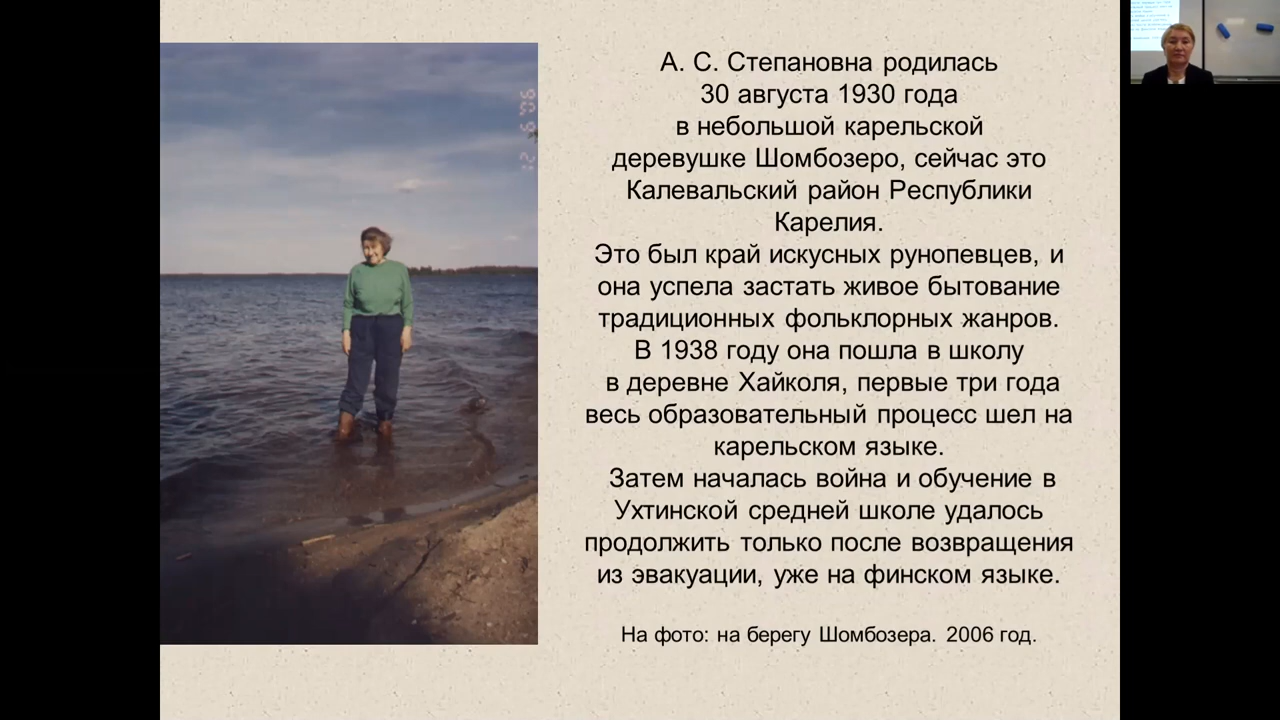 А. С. Степановна родилась
30 августа 1930 года
в небольшой карельской
деревушке Шомбозеро, сейчас это
Калевальский район Республики
Карелия.
Это был край искусных рунопевцев, и
она успела застать живое бытование
традиционных фольклорных жанров.
В 1938 году она пошла в школу
в деревне Хайколя, первые три года
весь образовательный процесс шел на
карельском языке.
Затем началась война и обучение в
Ухтинской средней школе удалось
продолжить только после возвращения
из эвакуации, уже на финском языке.
На фото: на берегу Шомбозера. 2006 год.
12 6 '06